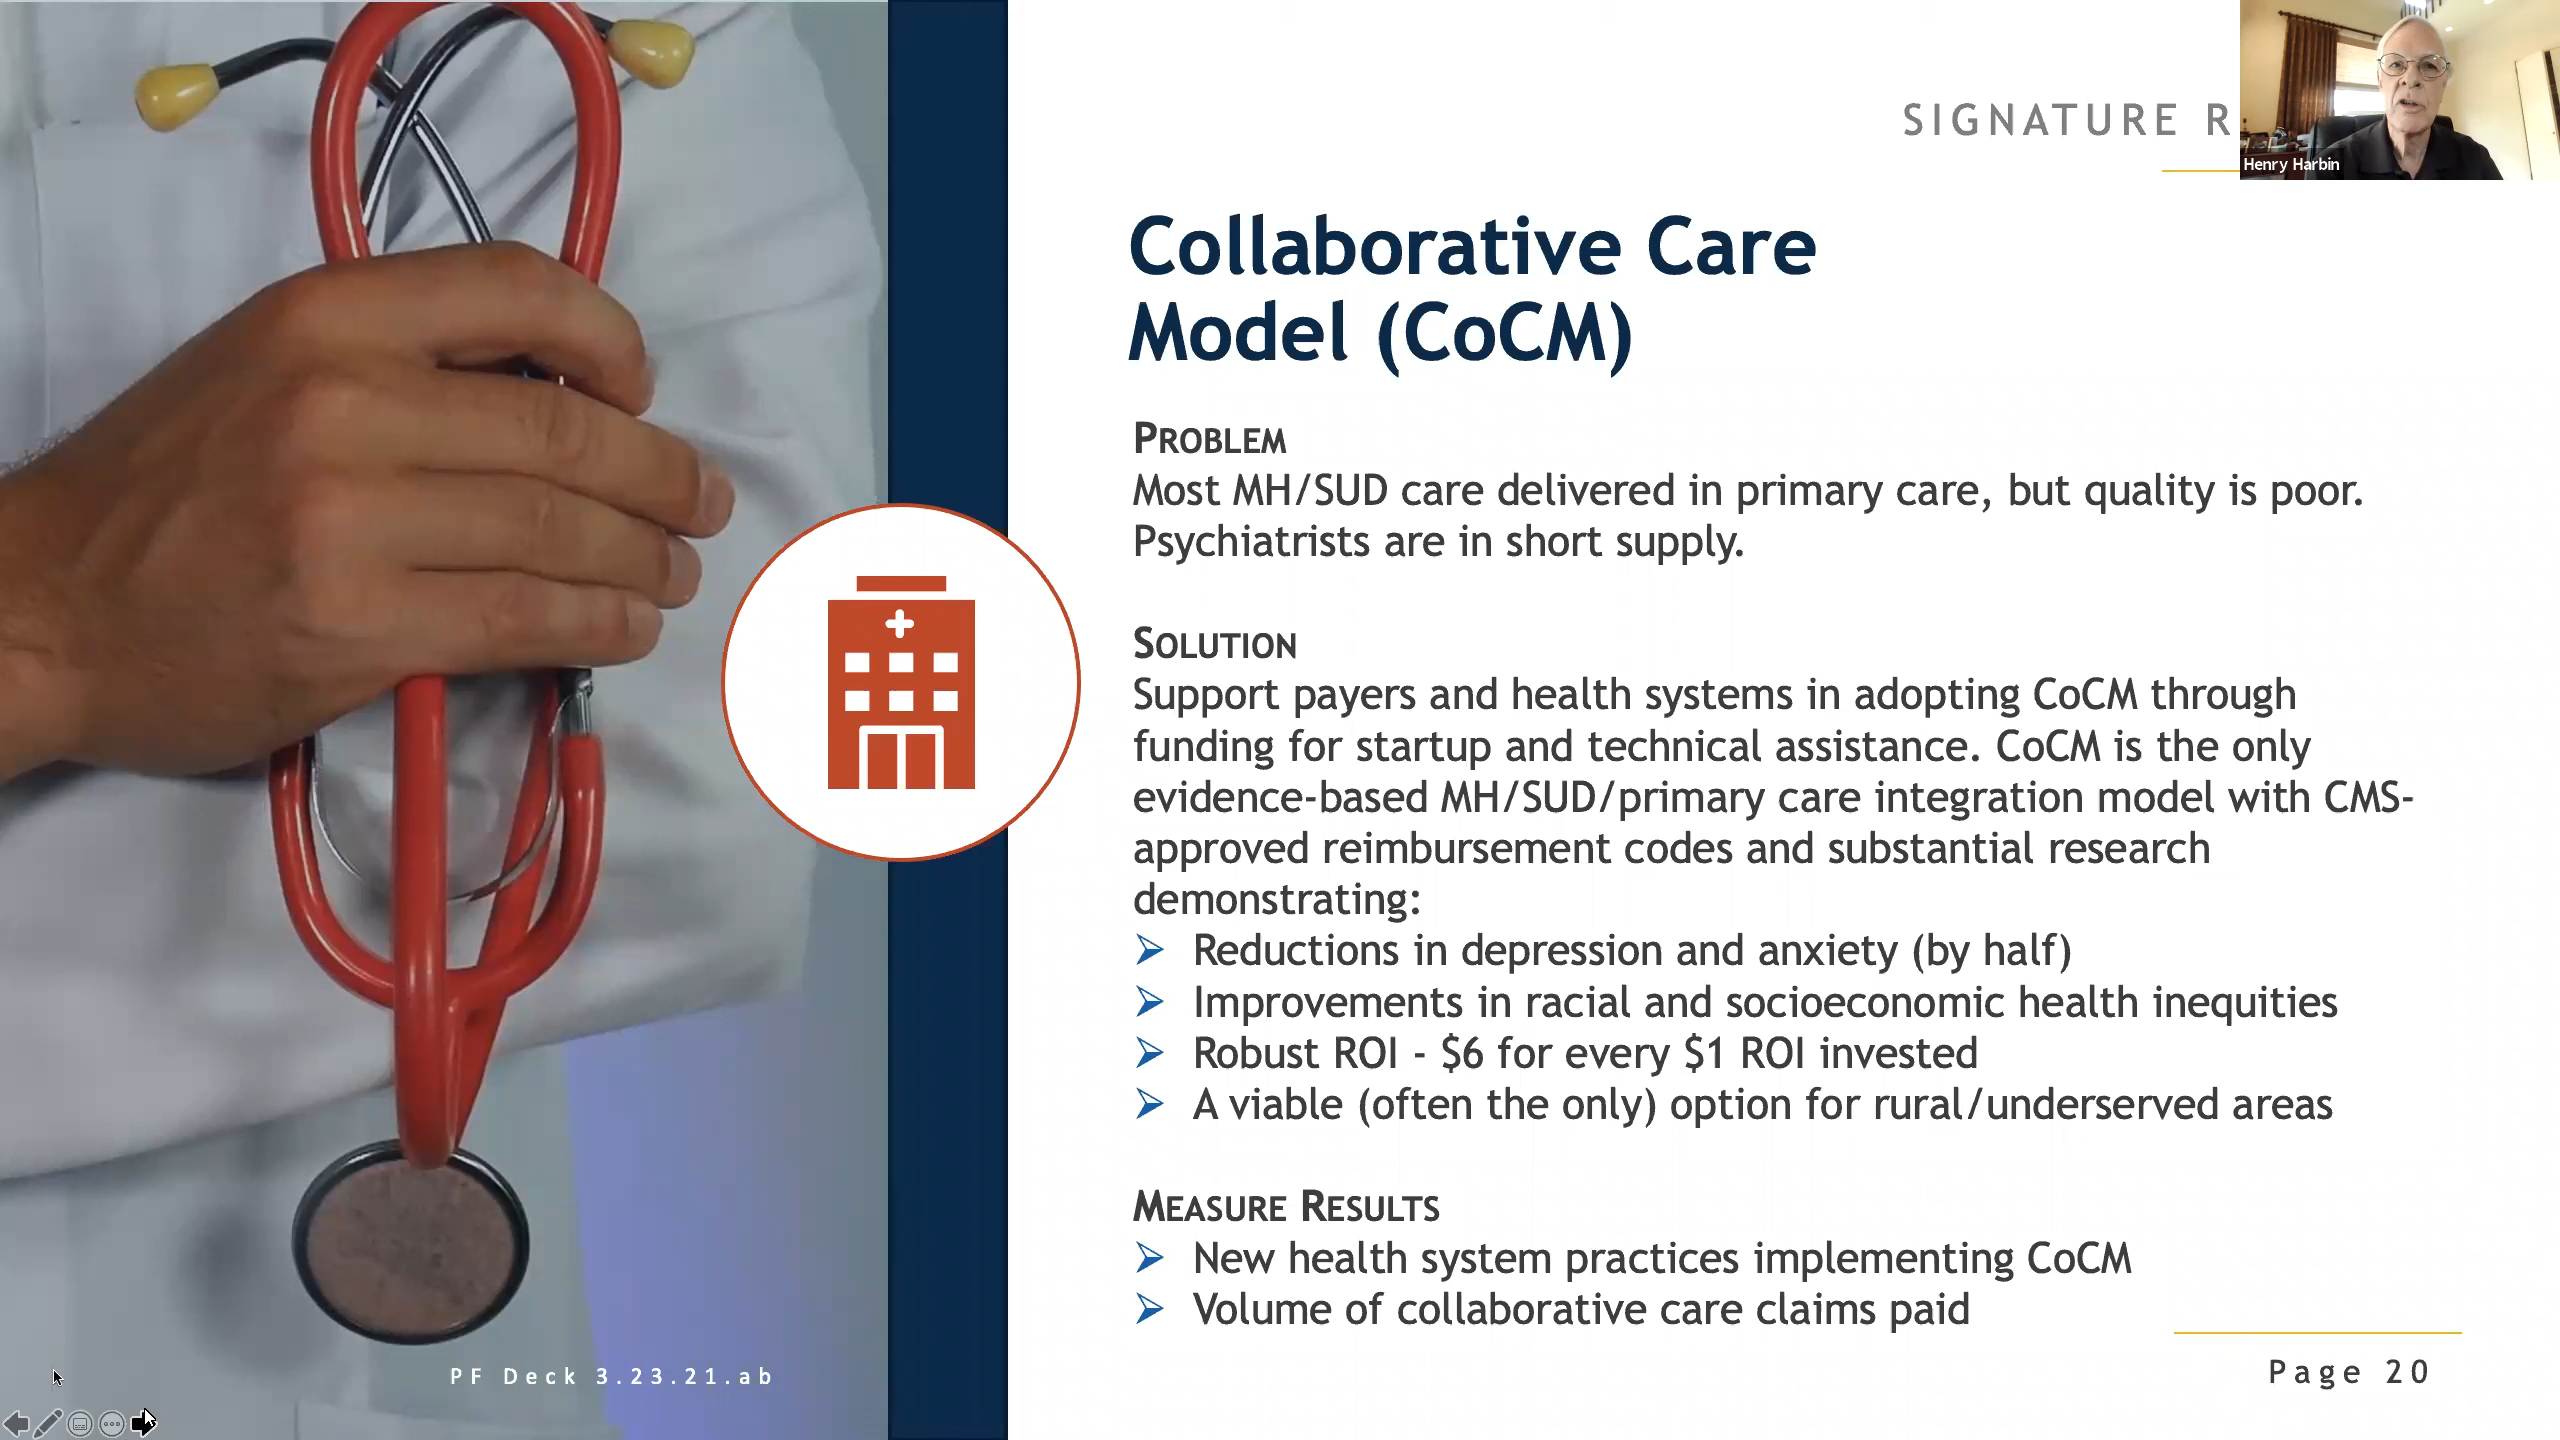 SIGNATURE R
Henry Harbin
Collaborative Care
Model (CoCM)
PROBLEM
Most MH/SUD care delivered in primary care, but quality is poor.
Psychiatrists are in short supply.
SOLUTION
Support payers and health systems in adopting CoCM through
funding for startup and technical assistance. CoCM is the only
evidence-based MH/SUD/primary care integration model with CMS-
approved reimbursement codes and substantial research
demonstrating:
➢ Reductions in depression and anxiety (by half)
➢ Improvements in racial and socioeconomic health inequities
➢ Robust ROI - $6 for every $1 ROI invested
➢ A viable (often the only) option for rural/underserved areas
MEASURE RESULTS
➢ New health system practices implementing CoCM
➢ Volume of collaborative care claims paid
PF Deck 3.23.21.ab
Page 20